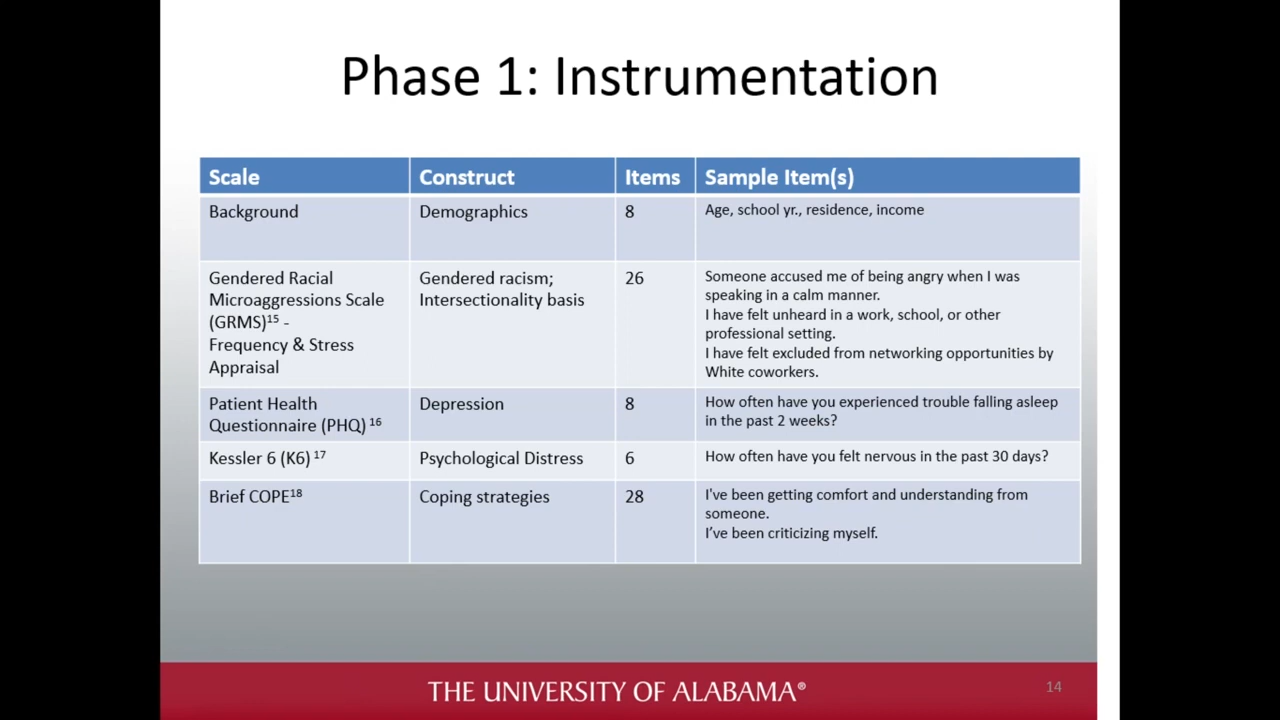 Phase 1: Instrumentation
Scale Construct Items Sample Item(s)
Background Demographics 8 Age, school yr., residence, income
Gendered Racial
Microaggressions Scale
(GRMS)15 -
Frequency & Stress
Appraisal
Gendered racism;
Intersectionality basis
26
Someone accused me of being angry when I was
speaking in a calm manner.
I have felt unheard in a work, school, or other
professional setting.
I have felt excluded from networking opportunities by
White coworkers.
Patient Health
Questionnaire (PHQ) 16
Depression
8
How often have you experienced trouble falling asleep
in the past 2 weeks?
Kessler 6 (K6) 17 Psychological Distress 6 How often have you felt nervous in the past 30 days?
Brief COPE18 Coping strategies 28
I've been getting comfort and understanding from
someone.
I’ve been criticizing myself.
THE UNIVERSITY OF ALABAMA®
14